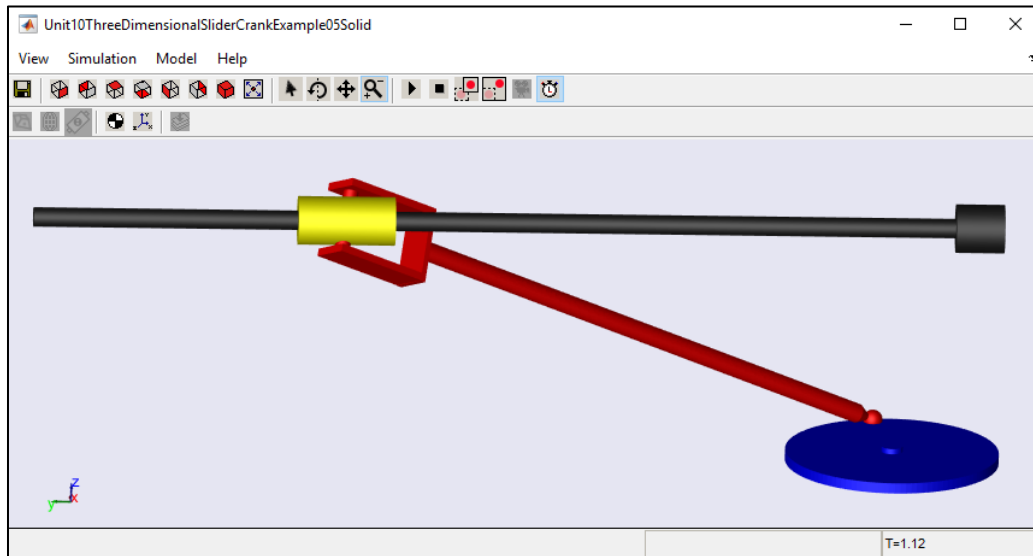 Unit10ThreeDimensionalSliderCrankExample05Solid
View Simulation Model Help
z
y x
T=1.12